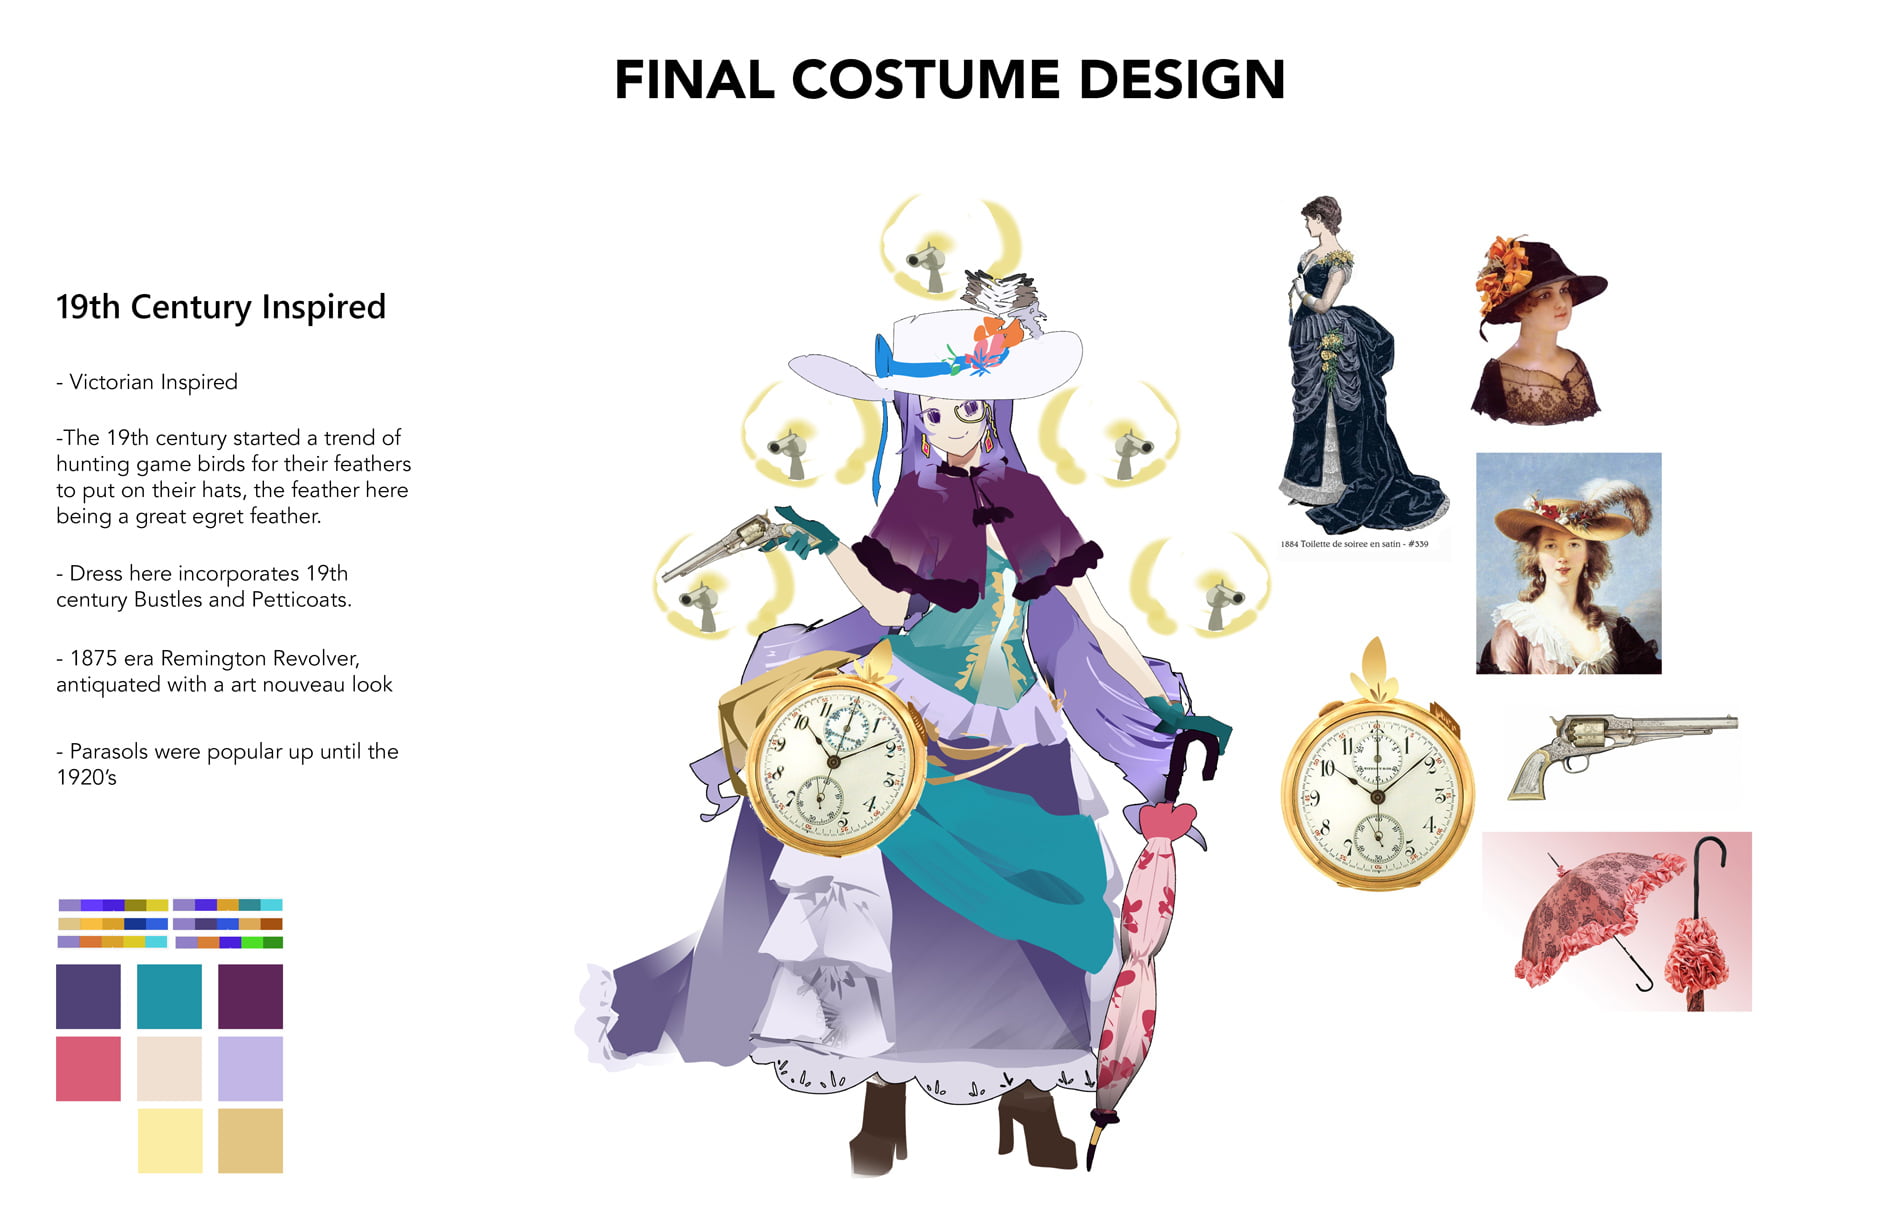 FINAL COSTUME DESIGN
19th Century Inspired
- Victorian Inspired
-The 19th century started a trend of
hunting game birds for their feathers
to put on their hats, the feather here
being a great egret feather.
- Dress here incorporates 19th
century Bustles and Petticoats.
- 1875 era Remington Revolver,
antiquated with a art nouveau look
- Parasols were popular up until the
1920’s
1884 Toilette de soiree en satin - #339